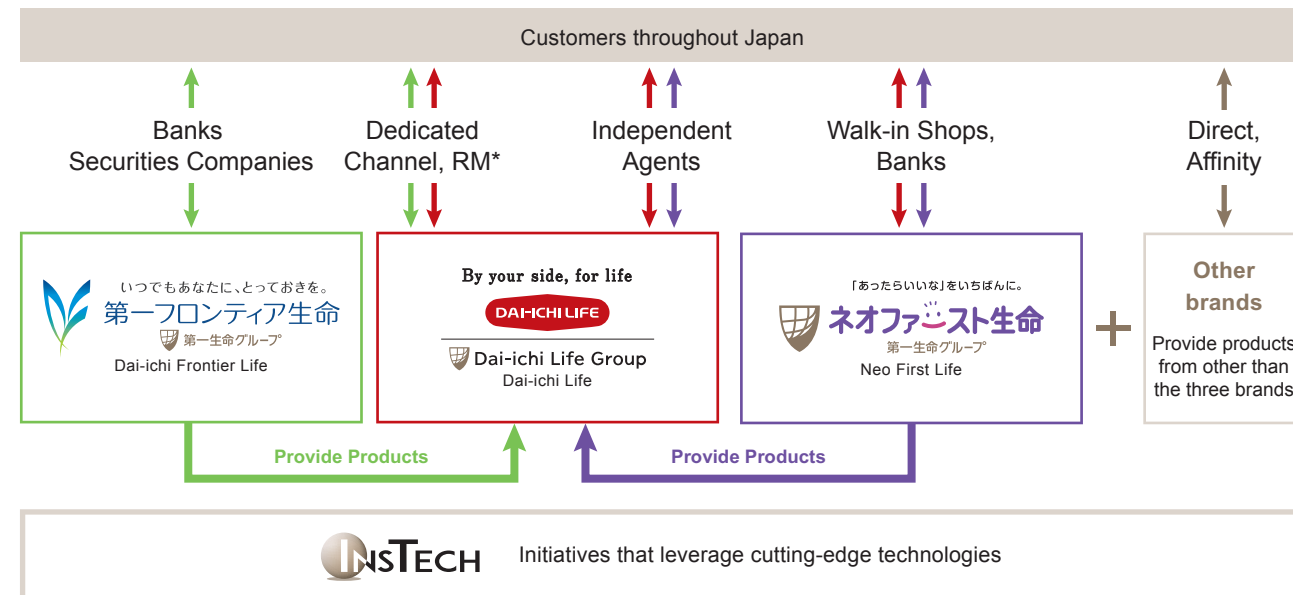 Customers throughout Japan
Banks
Securities Companies
Dedicated
Channel, RM*
Independent
Agents
Walk-in Shops,
Banks
Direct,
Affinity
いつでもあなたに、とっておきを。
第一フロンティア生命
第一生命グループ
Dai-ichi Frontier Life
By your side, for life
DAI-ICHI LIFE
Dai-ichi Life Group
Dai-ichi Life
「あったらいいな」をいちばんに。
ネオファースト生命
第一生命グループ
Neo First Life
+
Other
brands
Provide products
from other than
the three brands
Provide Products
Provide Products
INSTECH
Initiatives that leverage cutting-edge technologies